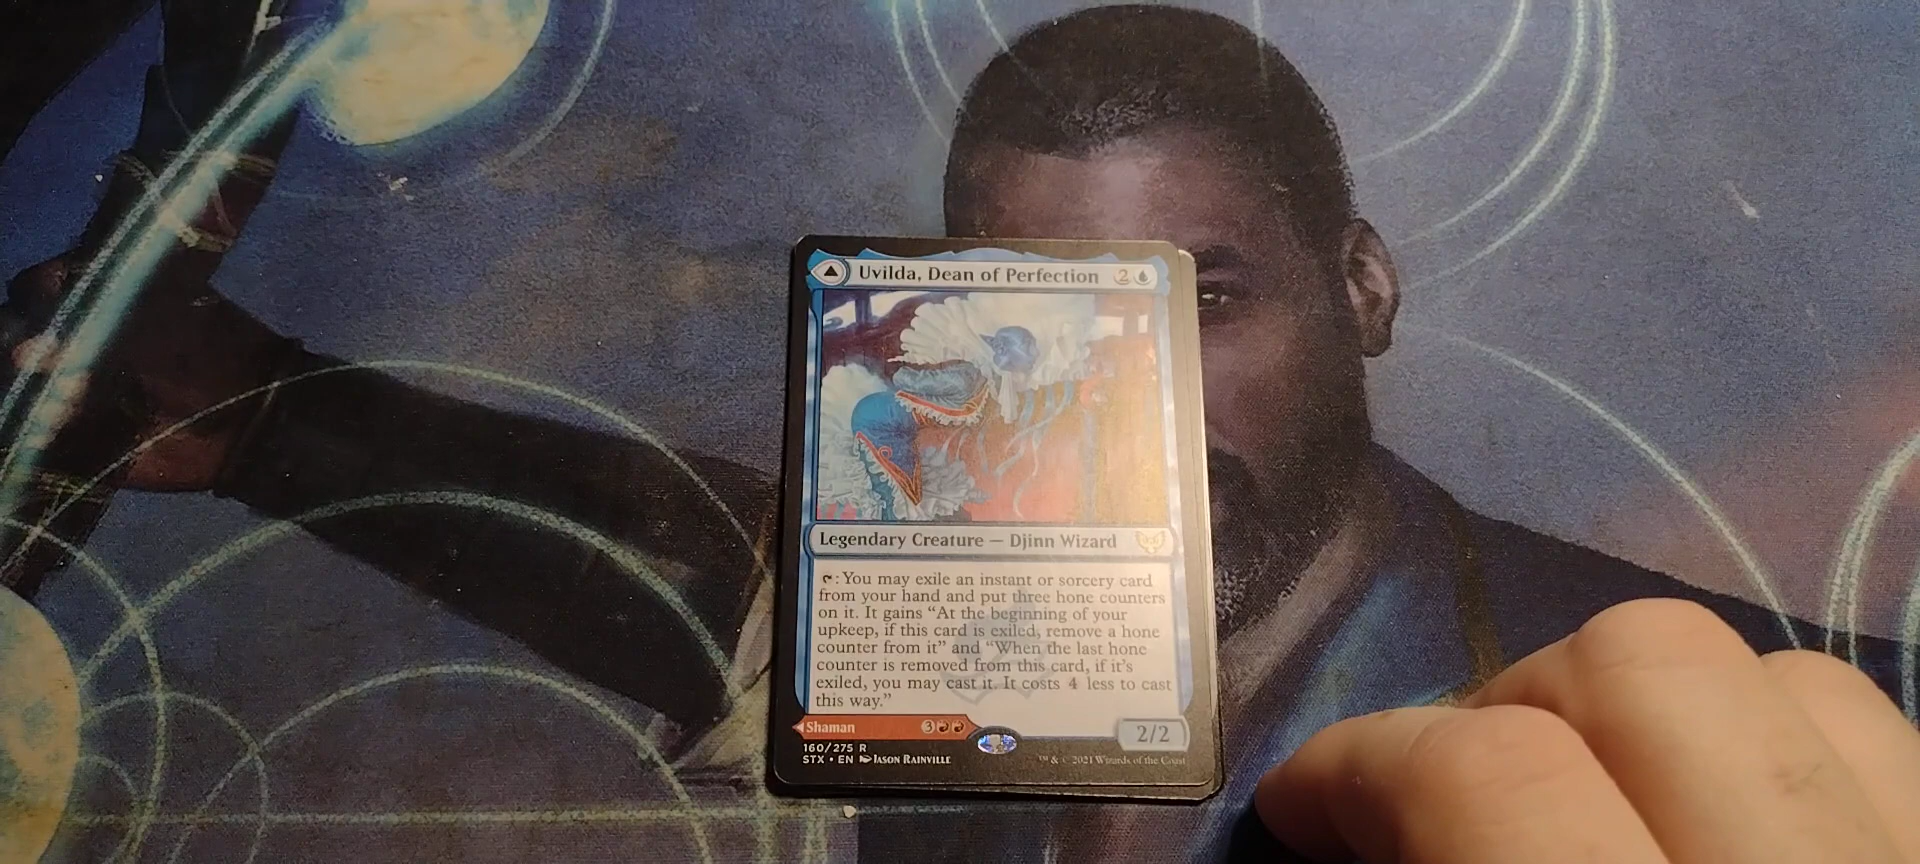 Uvilda, Dean of Perfection 2
Legendary Creature — Djinn Wizard
: You may exile an instant or sorcery card
from your hand and put three hone counters
on it. It gains “At the beginning of your
upkeep, if this card is exiled, remove a hone
counter from it” and “When the last hone
counter is removed from this card, if it's
exiled, you may cast it. It costs 4 less to cast
this way.”
Shaman 3
2/2
160/275 R
STX • EN Jason Rainville
™ & © 2021 Wizards of the Coast